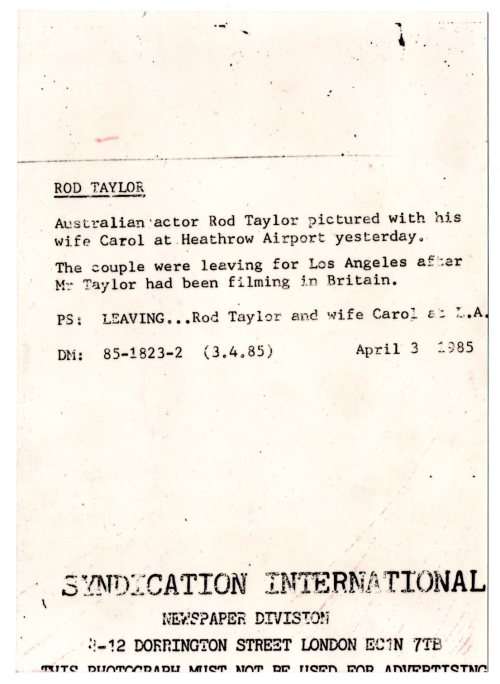 ROD TAYLOR
Australian actor Rod Taylor pictured with his
wife Carol at Heathrow Airport yesterday.
The couple were leaving for Los Angeles after
Mr Taylor had been filming in Britain.
PS: LEAVING...Rod Taylor and wife Carol at L.A.
DM: 85-1823-2 (3.4.85) April 3 1985
SYNDICATION INTERNATIONAL
NEWSPAPER DIVISION
-12 DORRINGTON STREET LONDON EC1N 7TB
THIS PHOTOGRAPH MUST NOT BE USED FOR ADVERTISING